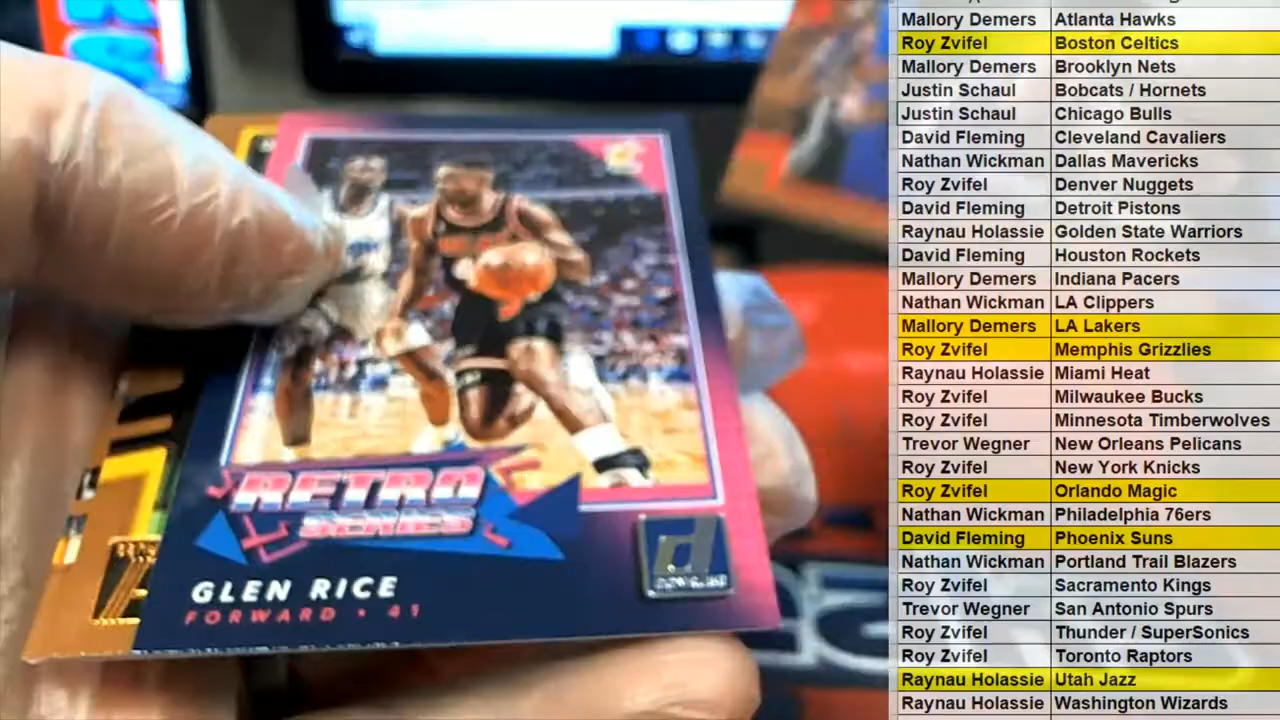 RETRO
SERIES
GLEN RICE
FORWARD • 41
d
DONRUSS
Mallory Demers Atlanta Hawks
Roy Zvifel Boston Celtics
Mallory Demers Brooklyn Nets
Justin Schaul Bobcats / Hornets
Justin Schaul Chicago Bulls
David Fleming Cleveland Cavaliers
Nathan Wickman Dallas Mavericks
Roy Zvifel Denver Nuggets
David Fleming Detroit Pistons
Raynau Holassie Golden State Warriors
David Fleming Houston Rockets
Mallory Demers Indiana Pacers
Nathan Wickman LA Clippers
Mallory Demers LA Lakers
Roy Zvifel Memphis Grizzlies
Raynau Holassie Miami Heat
Roy Zvifel Milwaukee Bucks
Roy Zvifel Minnesota Timberwolves
Trevor Wegner New Orleans Pelicans
Roy Zvifel New York Knicks
Roy Zvifel Orlando Magic
Nathan Wickman Philadelphia 76ers
David Fleming Phoenix Suns
Nathan Wickman Portland Trail Blazers
Roy Zvifel Sacramento Kings
Trevor Wegner San Antonio Spurs
Roy Zvifel Thunder / SuperSonics
Roy Zvifel Toronto Raptors
Raynau Holassie Utah Jazz
Raynau Holassie Washington Wizards